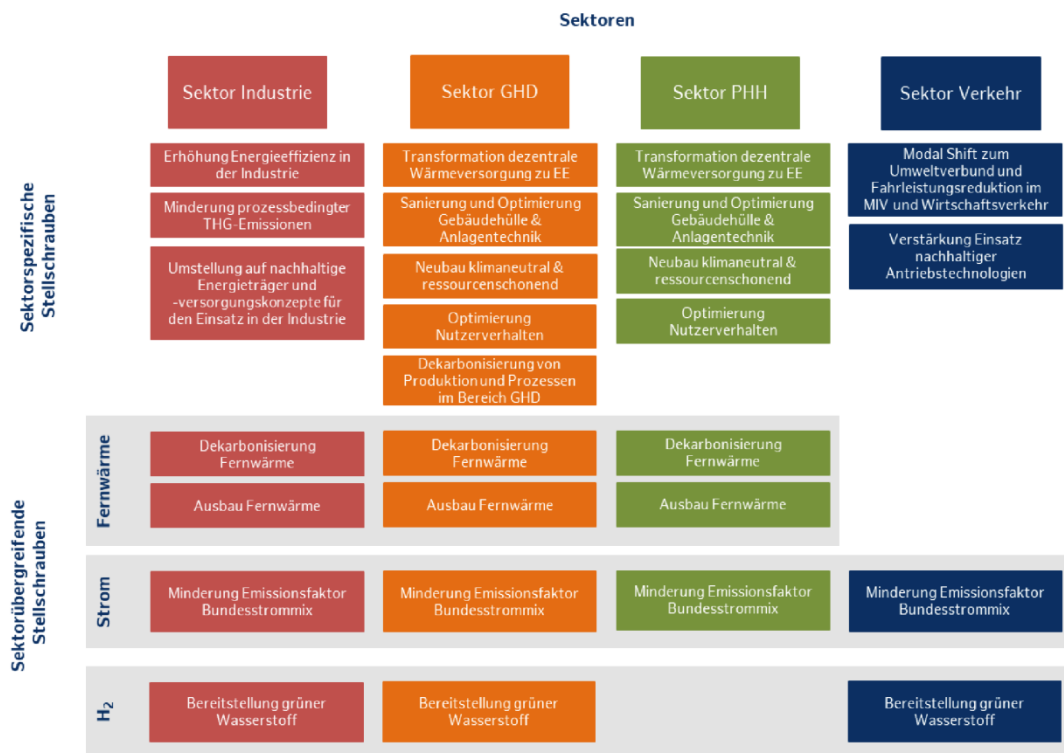 Sektoren
Sektor Industrie
Sektor GHD
Sektor PHH
Sektor Verkehr
Sektorspezifische
Stellschrauben
Erhöhung Energieeffizienz in
der Industrie
Minderung prozessbedingter
THG-Emissionen
Umstellung auf nachhaltige
Energieträger und
-versorgungskonzepte für
den Einsatz in der Industrie
Transformation dezentrale
Wärmeversorgung zu EE
Sanierung und Optimierung
Gebäudehülle &
Anlagentechnik
Neubau klimaneutral &
ressourcenschonend
Optimierung
Nutzerverhalten
Dekarbonisierung von
Produktion und Prozessen
im Bereich GHD
Transformation dezentrale
Wärmeversorgung zu EE
Sanierung und Optimierung
Gebäudehülle &
Anlagentechnik
Neubau klimaneutral &
ressourcenschonend
Optimierung
Nutzerverhalten
Modal Shift zum
Umweltverbund und
Fahrleistungsreduktion im
MIV und Wirtschaftsverkehr
Verstärkung Einsatz
nachhaltiger
Antriebstechnologien
Sektorübergreifende
Stellschrauben
Fernwärme
Dekarbonisierung
Fernwärme
Dekarbonisierung
Fernwärme
Dekarbonisierung
Fernwärme
Ausbau Fernwärme
Ausbau Fernwärme
Ausbau Fernwärme
Strom
Minderung Emissionsfaktor
Bundesstrommix
Minderung Emissionsfaktor
Bundesstrommix
Minderung Emissionsfaktor
Bundesstrommix
Minderung Emissionsfaktor
Bundesstrommix
H₂
Bereitstellung grüner
Wasserstoff
Bereitstellung grüner
Wasserstoff
Bereitstellung grüner
Wasserstoff